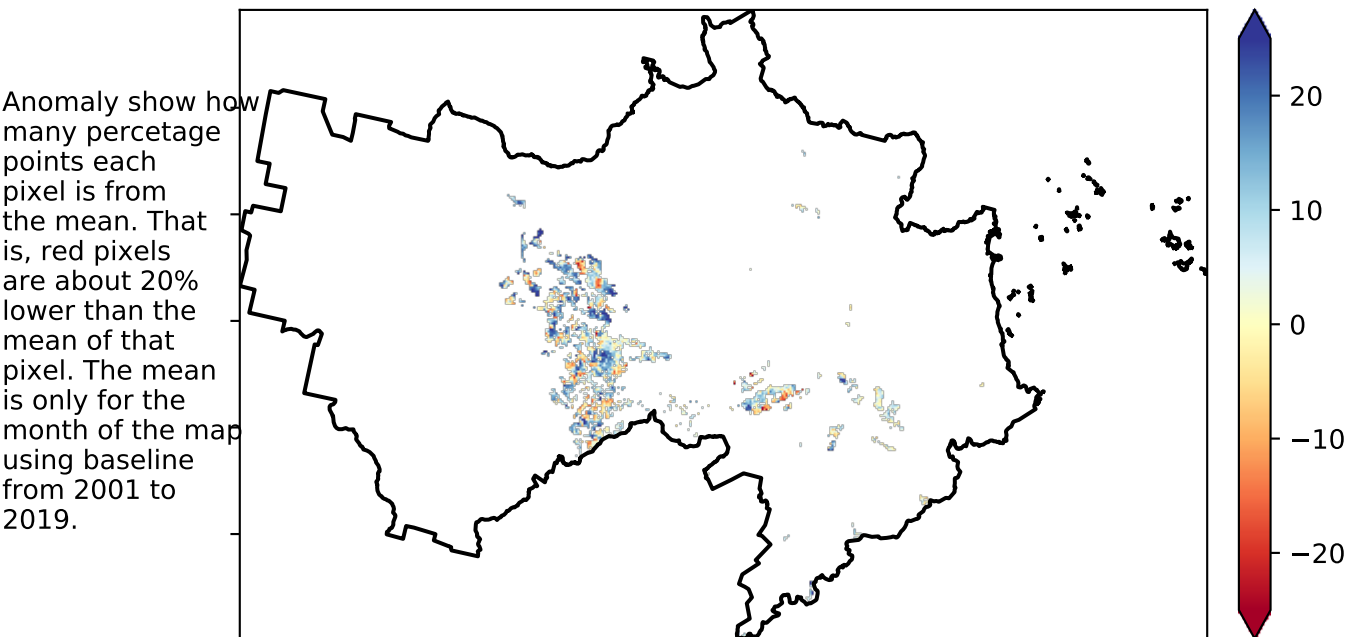 Anomaly show how
many percetage
points each
pixel is from
the mean. That
is, red pixels
are about 20%
lower than the
mean of that
pixel. The mean
is only for the
month of the map
using baseline
from 2001 to
2019.
20
10
0
−10
−20